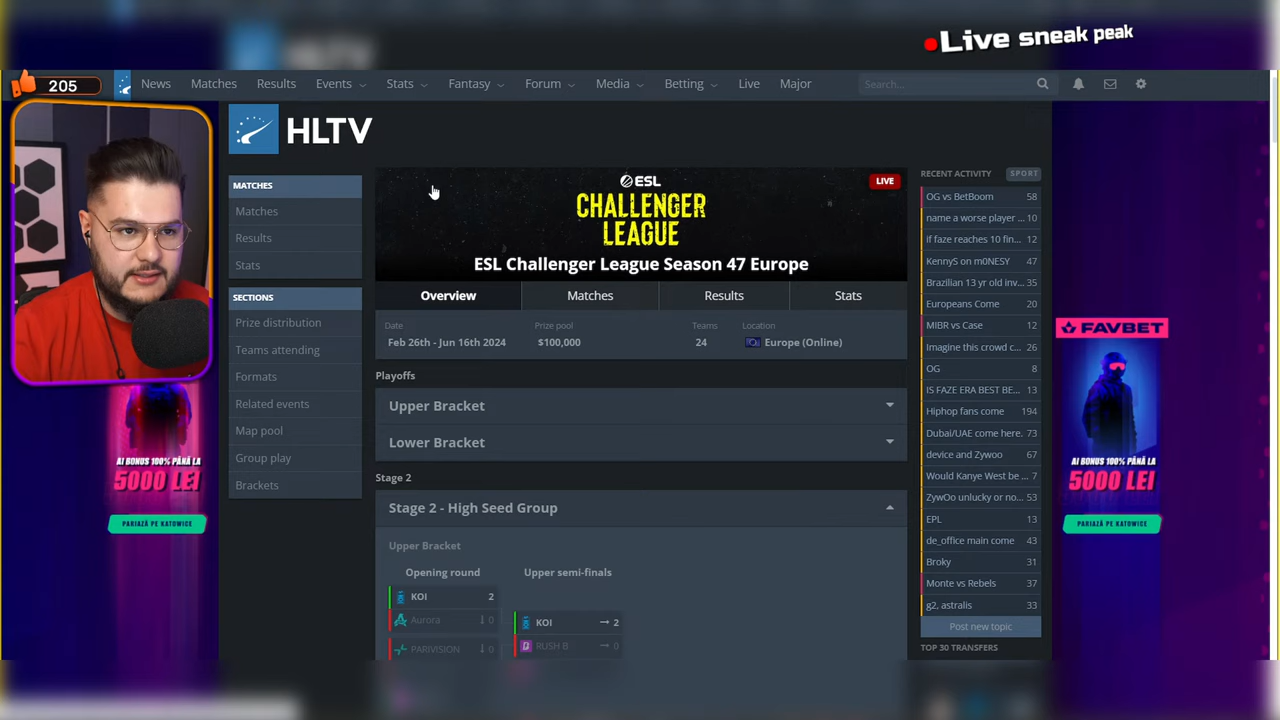 Live sneak peak
205
News Matches Results Events Stats Fantasy Forum Media Betting Live Major
Search...
HLTV
MATCHES
Matches
Results
Stats
SECTIONS
Prize distribution
Teams attending
Formats
Related events
Map pool
Group play
Brackets
ESL
CHALLENGER
LEAGUE
LIVE
ESL Challenger League Season 47 Europe
Overview Matches Results Stats
Date Prize pool Teams Location
Feb 26th - Jun 16th 2024 $100,000 24 Europe (Online)
Playoffs
Upper Bracket
Lower Bracket
Stage 2
Stage 2 - High Seed Group
Upper Bracket
Opening round Upper semi-finals
KOI 2
Aurora 0
KOI 2
RUSH B 0
PARIVISION 0
RECENT ACTIVITY SPORT
OG vs BetBoom 58
name a worse player ... 10
if faze reaches 10 fin... 12
KennyS on m0NESY 47
Brazilian 13 yr old inv... 35
Europeans Come 20
MIBR vs Case 12
Imagine this crowd c... 26
OG 8
IS FAZE ERA BEST BE... 13
Hiphop fans come 194
Dubai/UAE come here. 73
device and Zywoo 67
Would Kanye West be ... 7
ZywOo unlucky or no... 53
EPL 13
de_office main come 43
Broky 31
Monte vs Rebels 37
g2, astralis 33
Post new topic
TOP 30 TRANSFERS
AI BONUS 100% PÂNĂ LA
5000 LEI
PARIAZĂ PE KATOWICE
FAVBET
AI BONUS 100% PÂNĂ LA
5000 LEI
PARIAZĂ PE KATOWICE